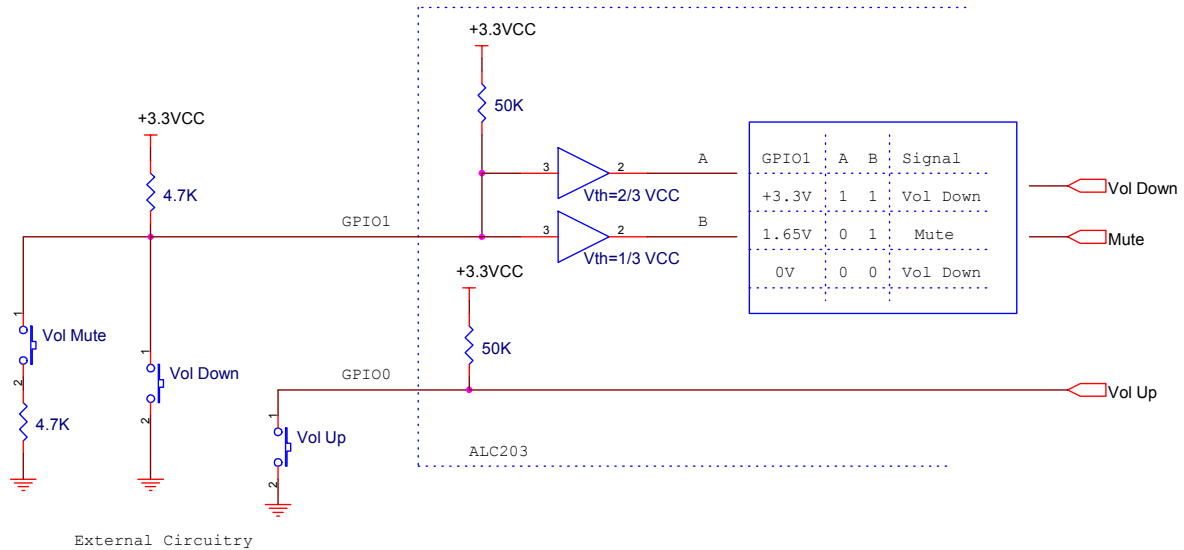 +3.3VCC
50K
+3.3VCC
4.7K
3
2
A
Vth=2/3 VCC
GPIO1
3
2
B
Vth=1/3 VCC
GPIO1 A B Signal
+3.3V 1 1 Vol Down
1.65V 0 1 Mute
0V 0 0 Vol Down
Vol Down
Mute
+3.3VCC
50K
1
Vol Mute
2
4.7K
1
Vol Down
2
GPIO0
Vol Up
1
Vol Up
2
ALC203
External Circuitry